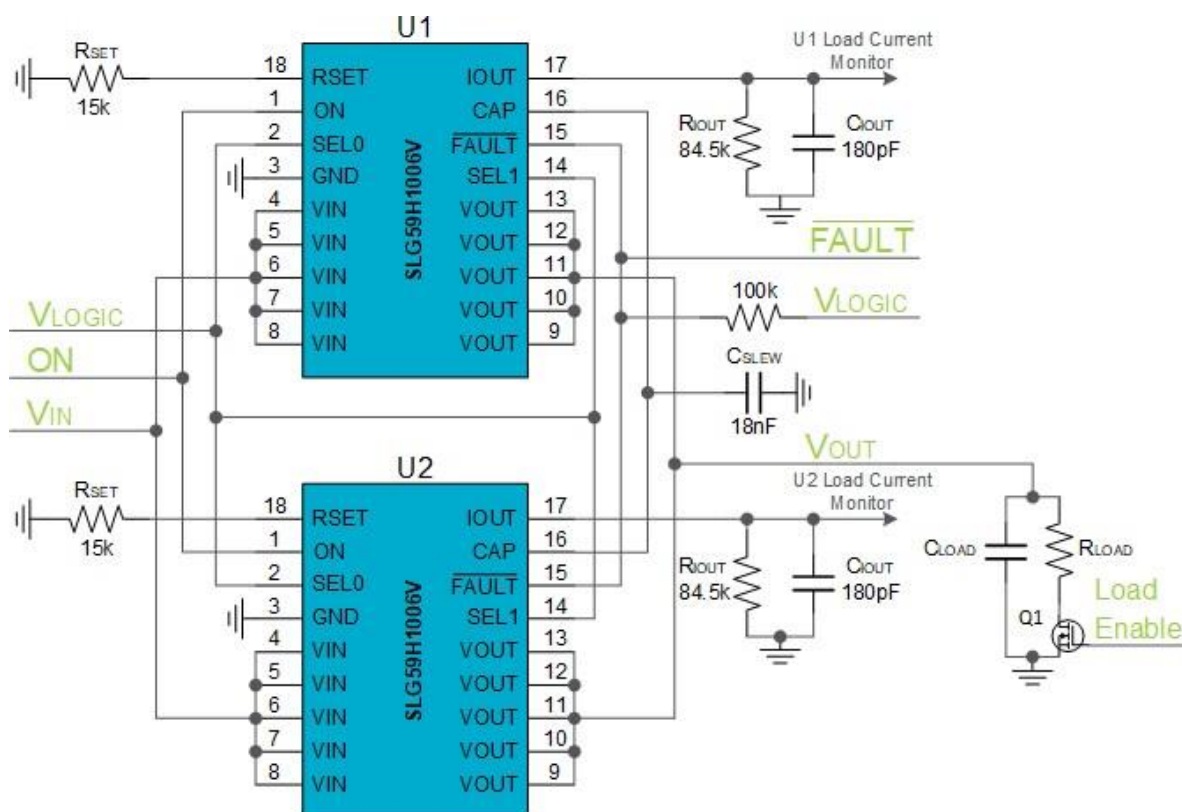 U1
RSET
15k
18 RSET
1 ON
2 SEL0
3 GND
4 VIN
5 VIN
6 VIN
7 VIN
8 VIN
SLG59H1006V
IOUT 17
CAP 16
FAULT 15
SEL1 14
VOUT 13
VOUT 12
VOUT 11
VOUT 10
VOUT 9
U1 Load Current
Monitor
RIOUT
84.5k
CIOUT
180pF
FAULT
100k
VLOGIC
CSLEW
18nF
VLOGIC
ON
VIN
VOUT
U2
RSET
15k
18 RSET
1 ON
2 SEL0
3 GND
4 VIN
5 VIN
6 VIN
7 VIN
8 VIN
SLG59H1006V
IOUT 17
CAP 16
FAULT 15
SEL1 14
VOUT 13
VOUT 12
VOUT 11
VOUT 10
VOUT 9
U2 Load Current
Monitor
RIOUT
84.5k
CIOUT
180pF
CLOAD
RLOAD
Q1
Load
Enable